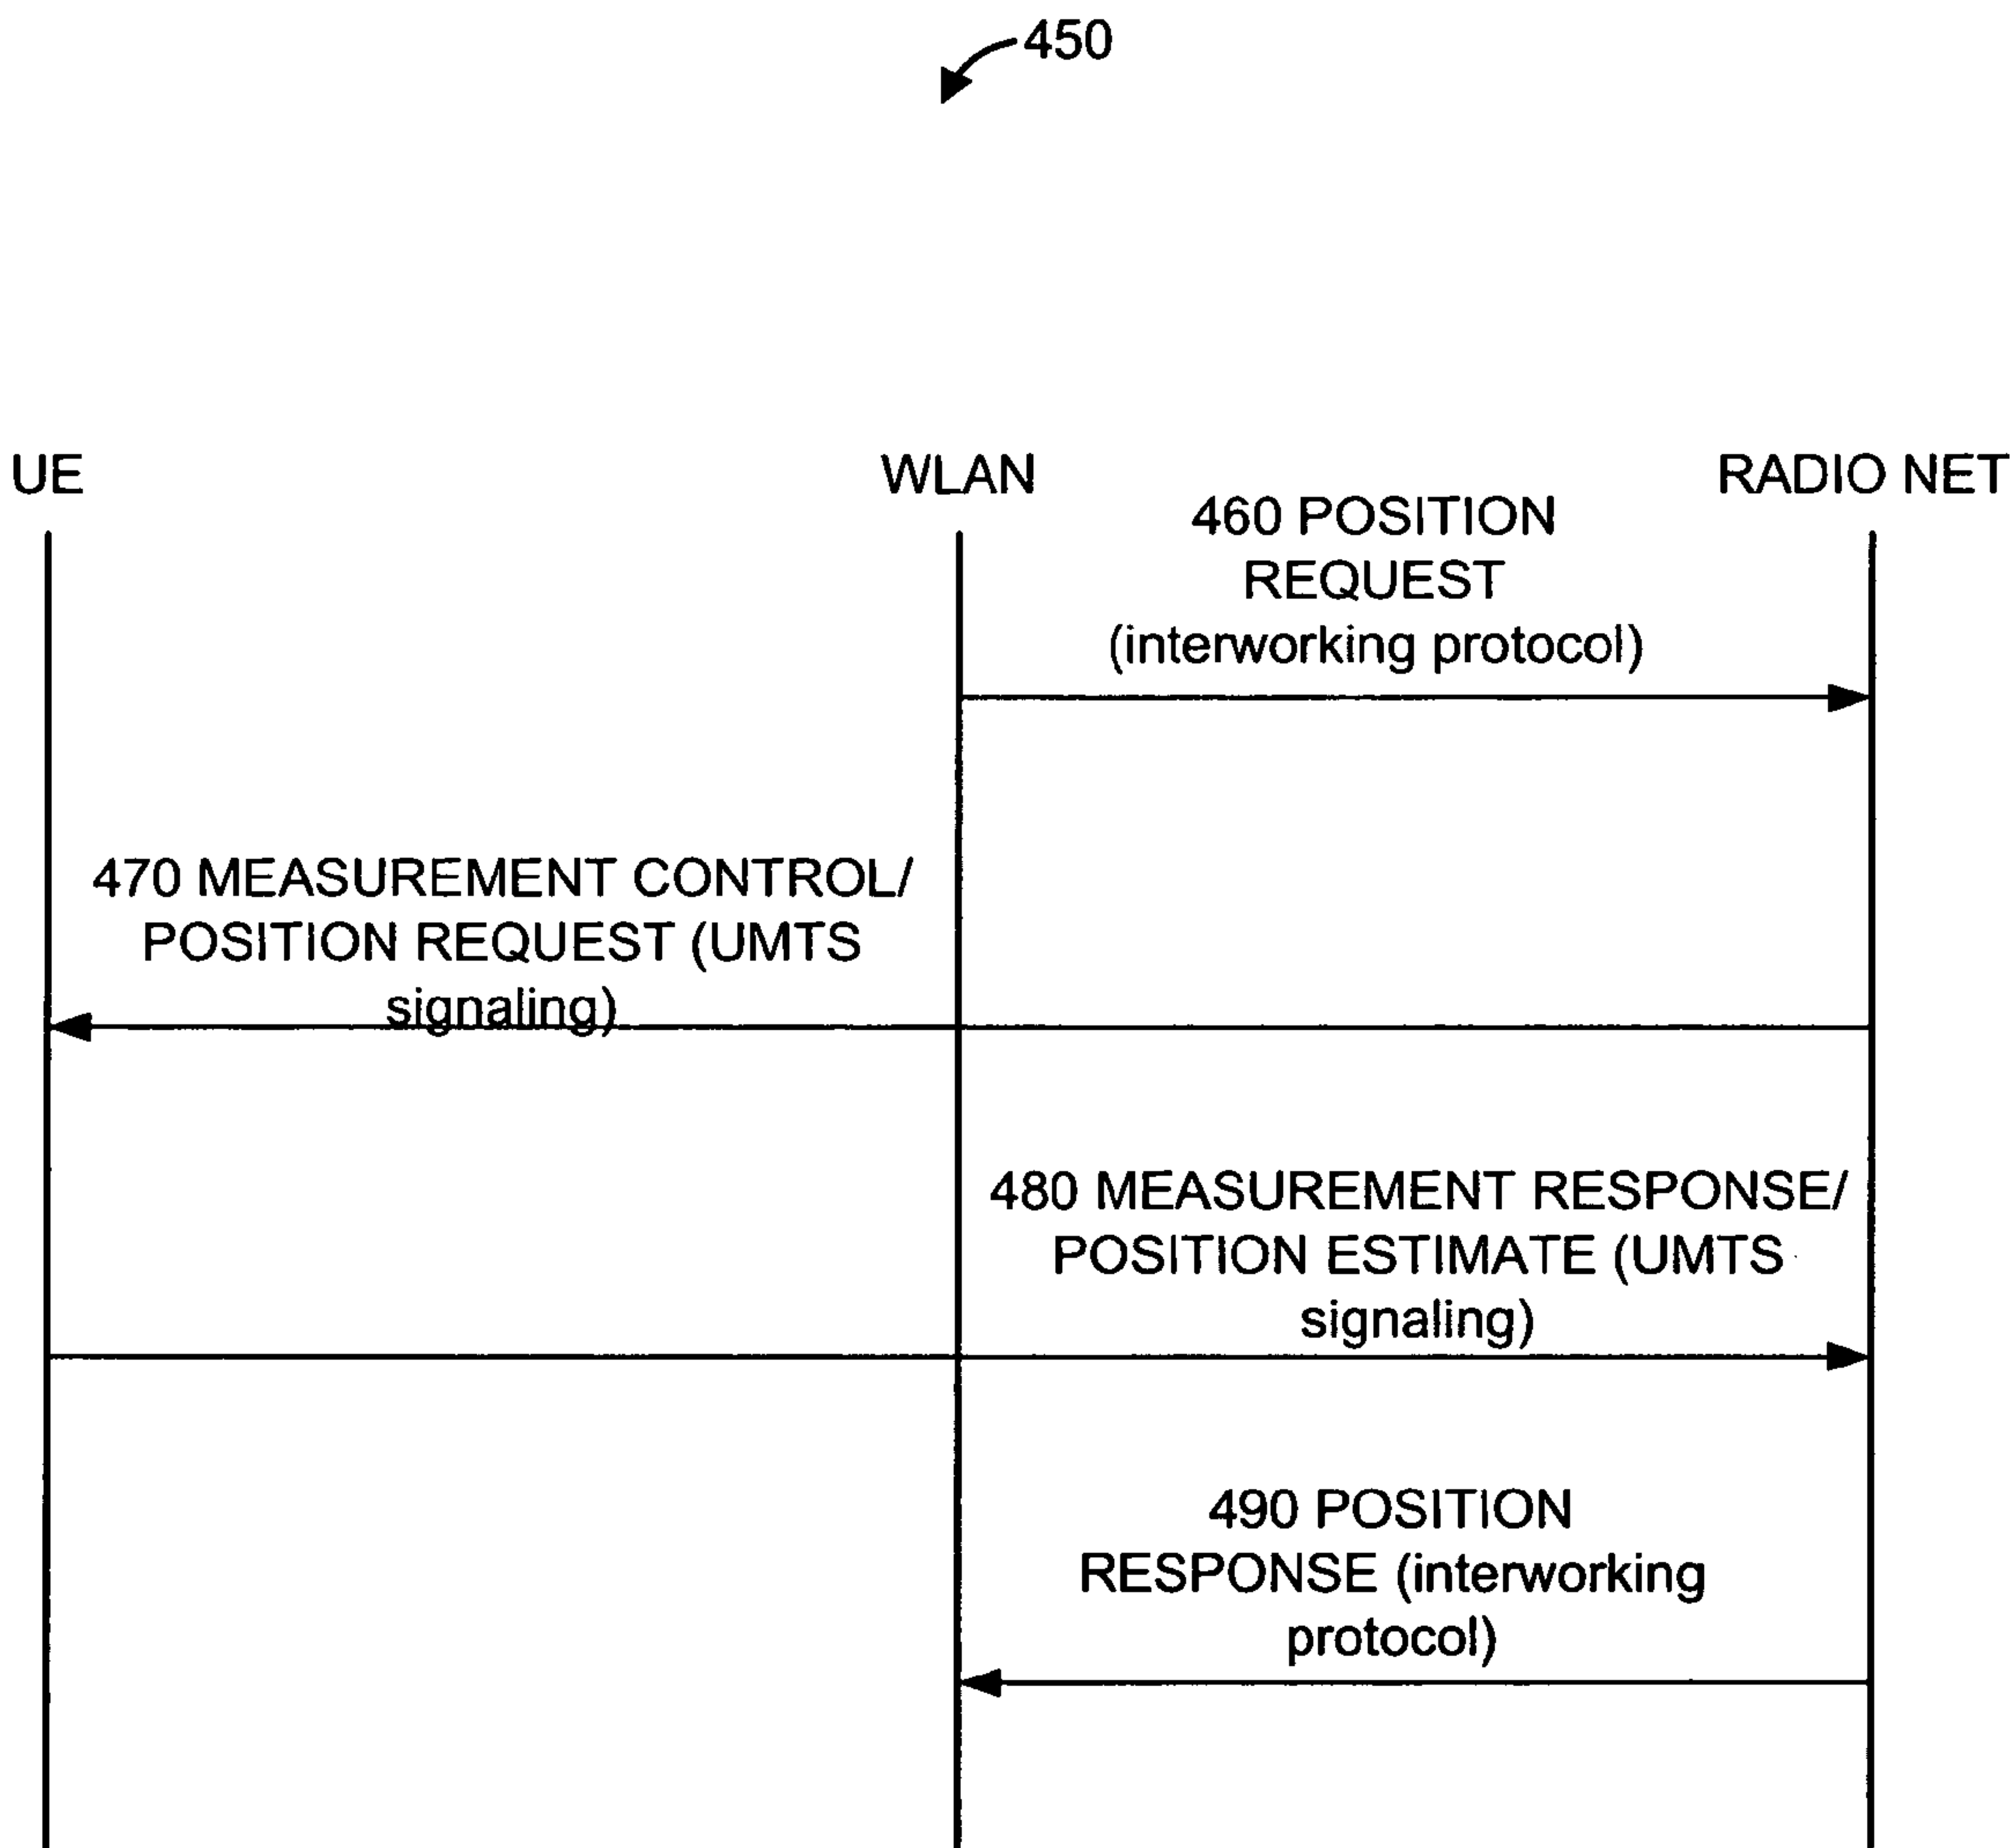 450
UE
WLAN
RADIO NET
460 POSITION
REQUEST
(interworking protocol)
470 MEASUREMENT CONTROL/
POSITION REQUEST (UMTS
signaling)
480 MEASUREMENT RESPONSE/
POSITION ESTIMATE (UMTS
signaling)
490 POSITION
RESPONSE (interworking
protocol)